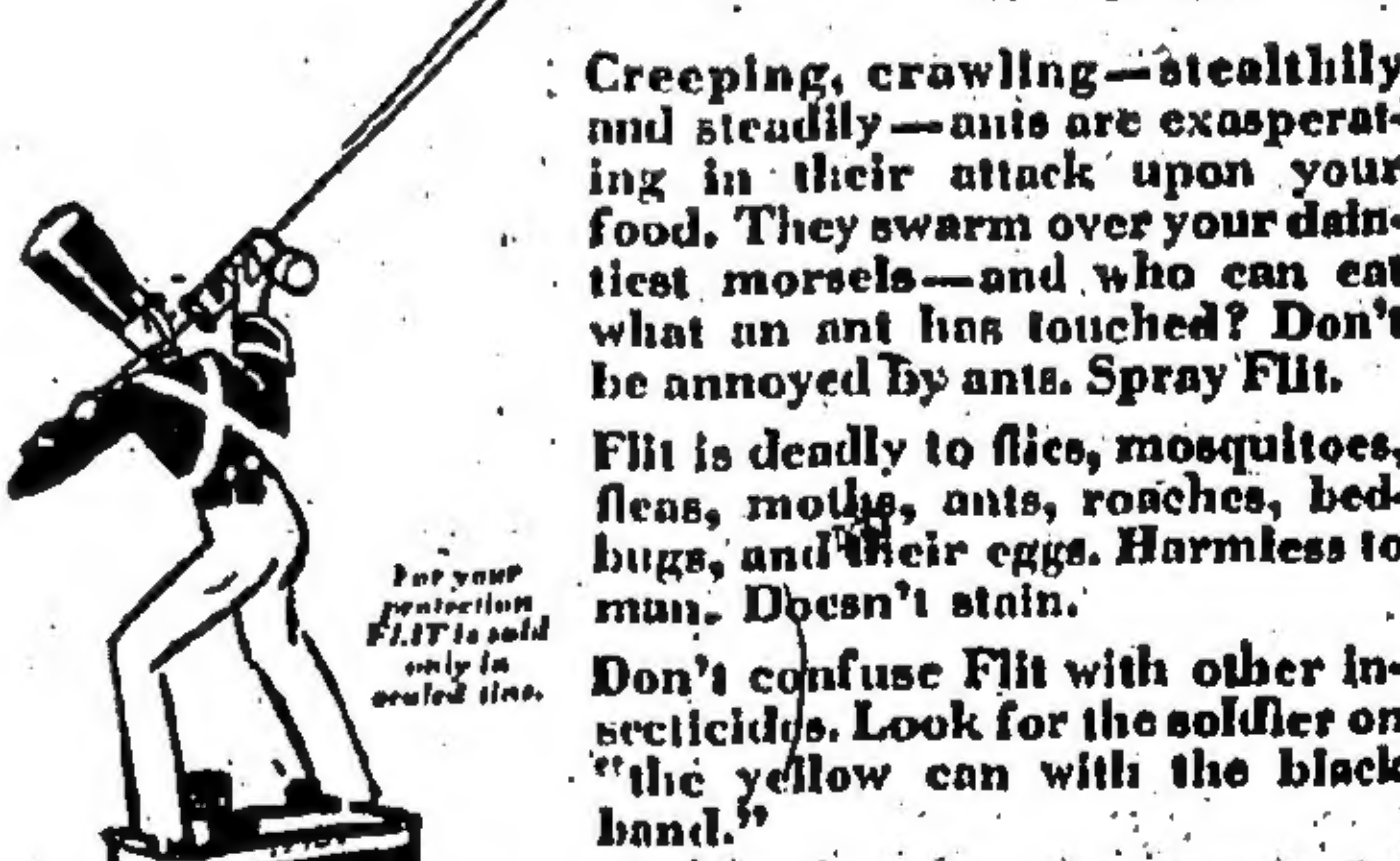 Creeping, crawling—stealthily
and steadily—ants are exasperat-
ing in their attack upon your
food. They swarm over your dain-
tiest morsels—and who can eat
what an ant has touched? Don't
be annoyed by ants. Spray Flit.
Flit is deadly to flies, mosquitoes,
fleas, moths, ants, roaches, bed-
bugs, and their eggs. Harmless to
man. Doesn't stain.
For your
protection
FLIT is sold
only in
sealed tins.
Don't confuse Flit with other in-
secticides. Look for the soldier on
"the yellow can with the black
band."